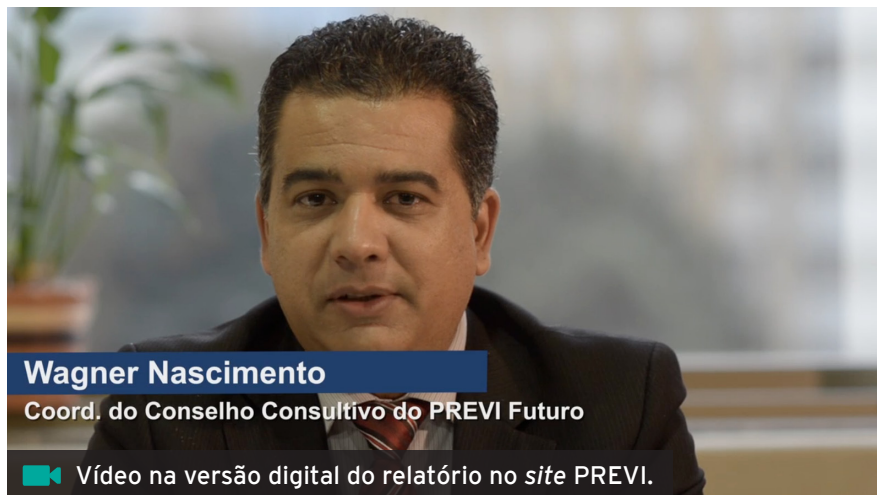 Wagner Nascimento
Coord. do Conselho Consultivo do PREVI Futuro
Vídeo na versão digital do relatório no site PREVI.